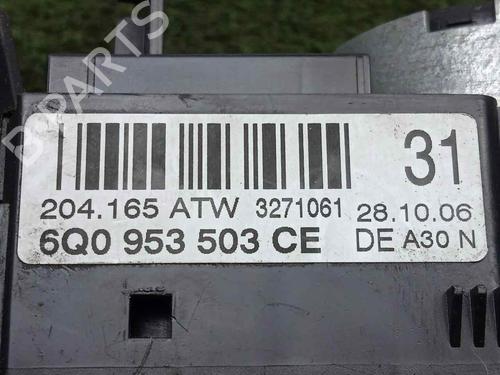 B-PARTS
31
204.165 ATW 3271061 28.10.06
6Q0 953 503 CE DE A30 N